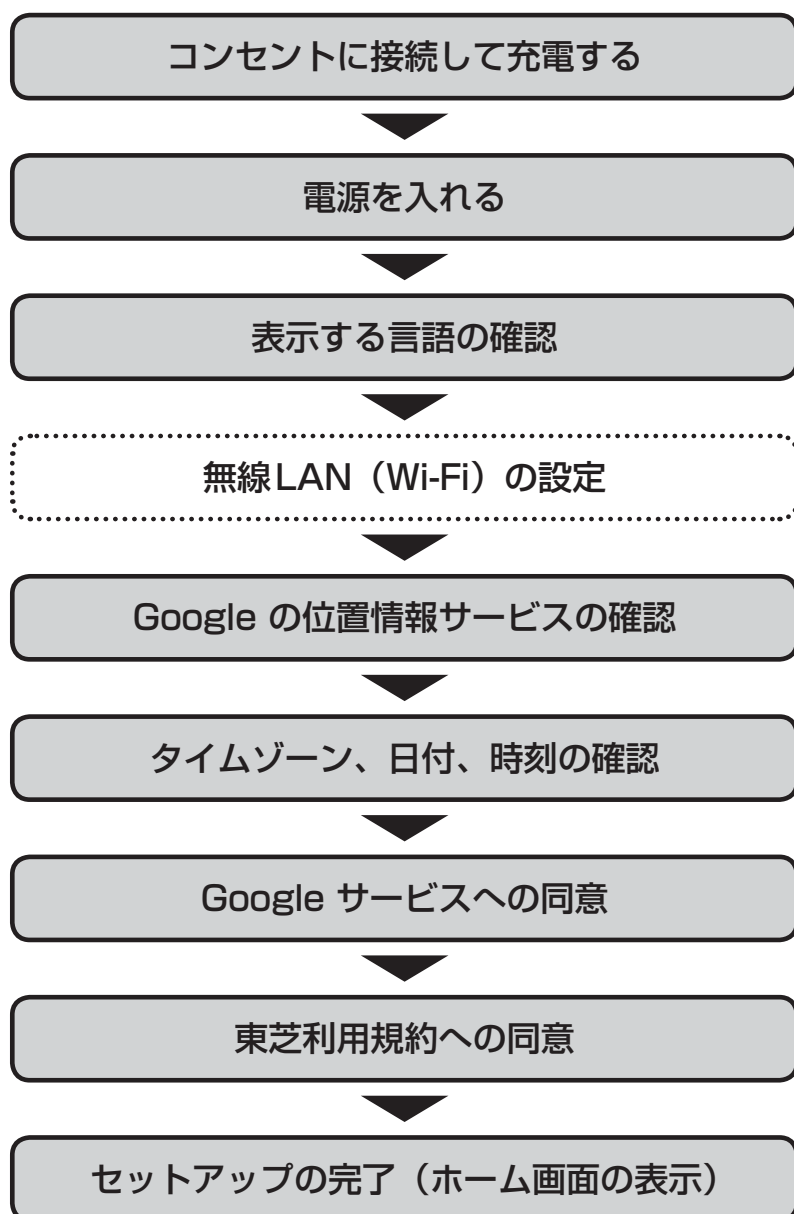 コンセントに接続して充電する
電源を入れる
表示する言語の確認
無線LAN（Wi-Fi）の設定
Google の位置情報サービスの確認
タイムゾーン、日付、時刻の確認
Google サービスへの同意
東芝利用規約への同意
セットアップの完了（ホーム画面の表示）